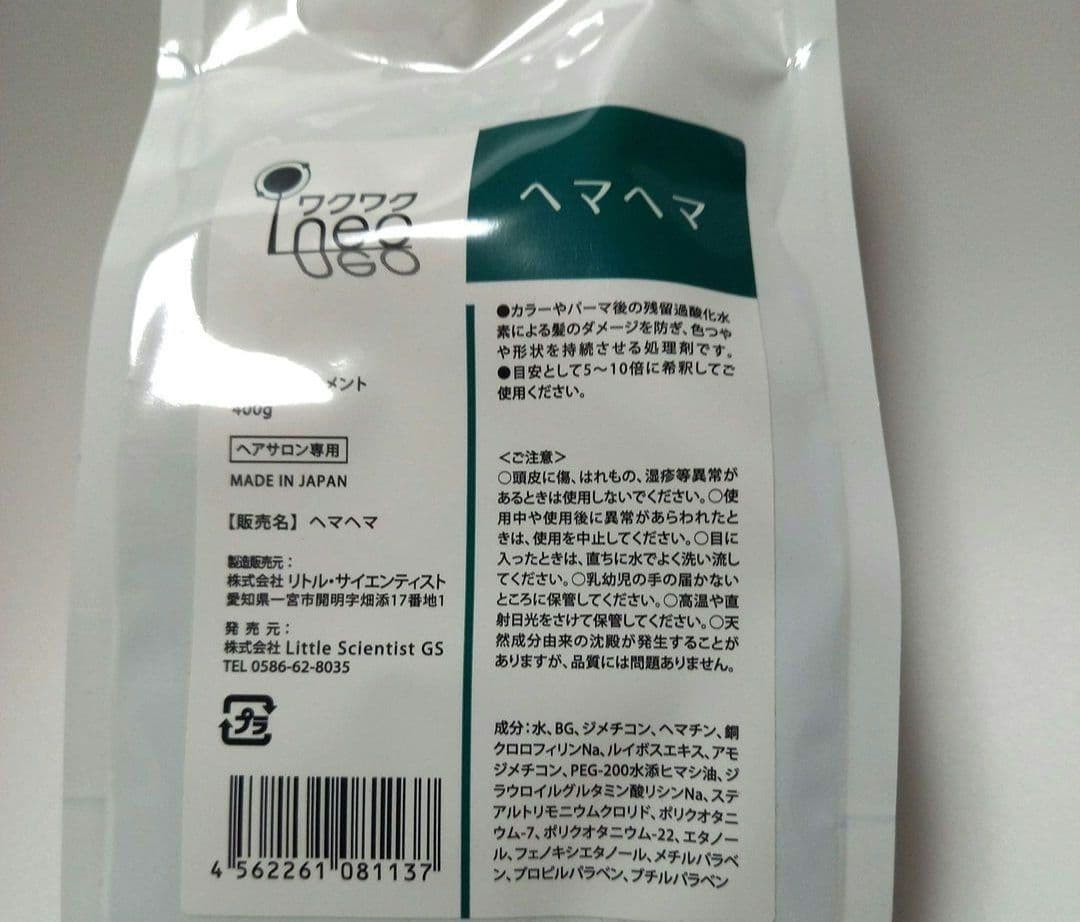 ワクワク
neo
ヘマヘマ
●カラーやパーマ後の残留過酸化水
素による髪のダメージを防ぎ、色つや
や形状を持続させる処理剤です。
●目安として5～10倍に希釈してご
使用ください。
メント
400g
ヘアサロン専用
MADE IN JAPAN
【販売名】ヘマヘマ
製造販売元：
株式会社 リトル・サイエンティスト
愛知県一宮市開明字畑添17番地1
発 売 元：
株式会社 Little Scientist GS
TEL 0586-62-8035
プラ
4 562261 081137
＜ご注意＞
○頭皮に傷、はれもの、湿疹等異常が
あるときは使用しないでください。○使
用中や使用後に異常があらわれたと
きは、使用を中止してください。○目に
入ったときは、直ちに水でよく洗い流し
てください。○乳幼児の手の届かない
ところに保管してください。○高温や直
射日光をさけて保管してください。○天
然成分由来の沈殿が発生することが
ありますが、品質には問題ありません。
成分：水、BG、ジメチコン、ヘマチン、銅
クロロフィリンNa、ルイボスエキス、アモ
ジメチコン、PEG-200水添ヒマシ油、ジ
ラウロイルグルタミン酸リシンNa、ステ
アルトリモニウムクロリド、ポリクオタニ
ウム-7、ポリクオタニウム-22、エタノー
ル、フェノキシエタノール、メチルパラベ
ン、プロピルパラベン、ブチルパラベン